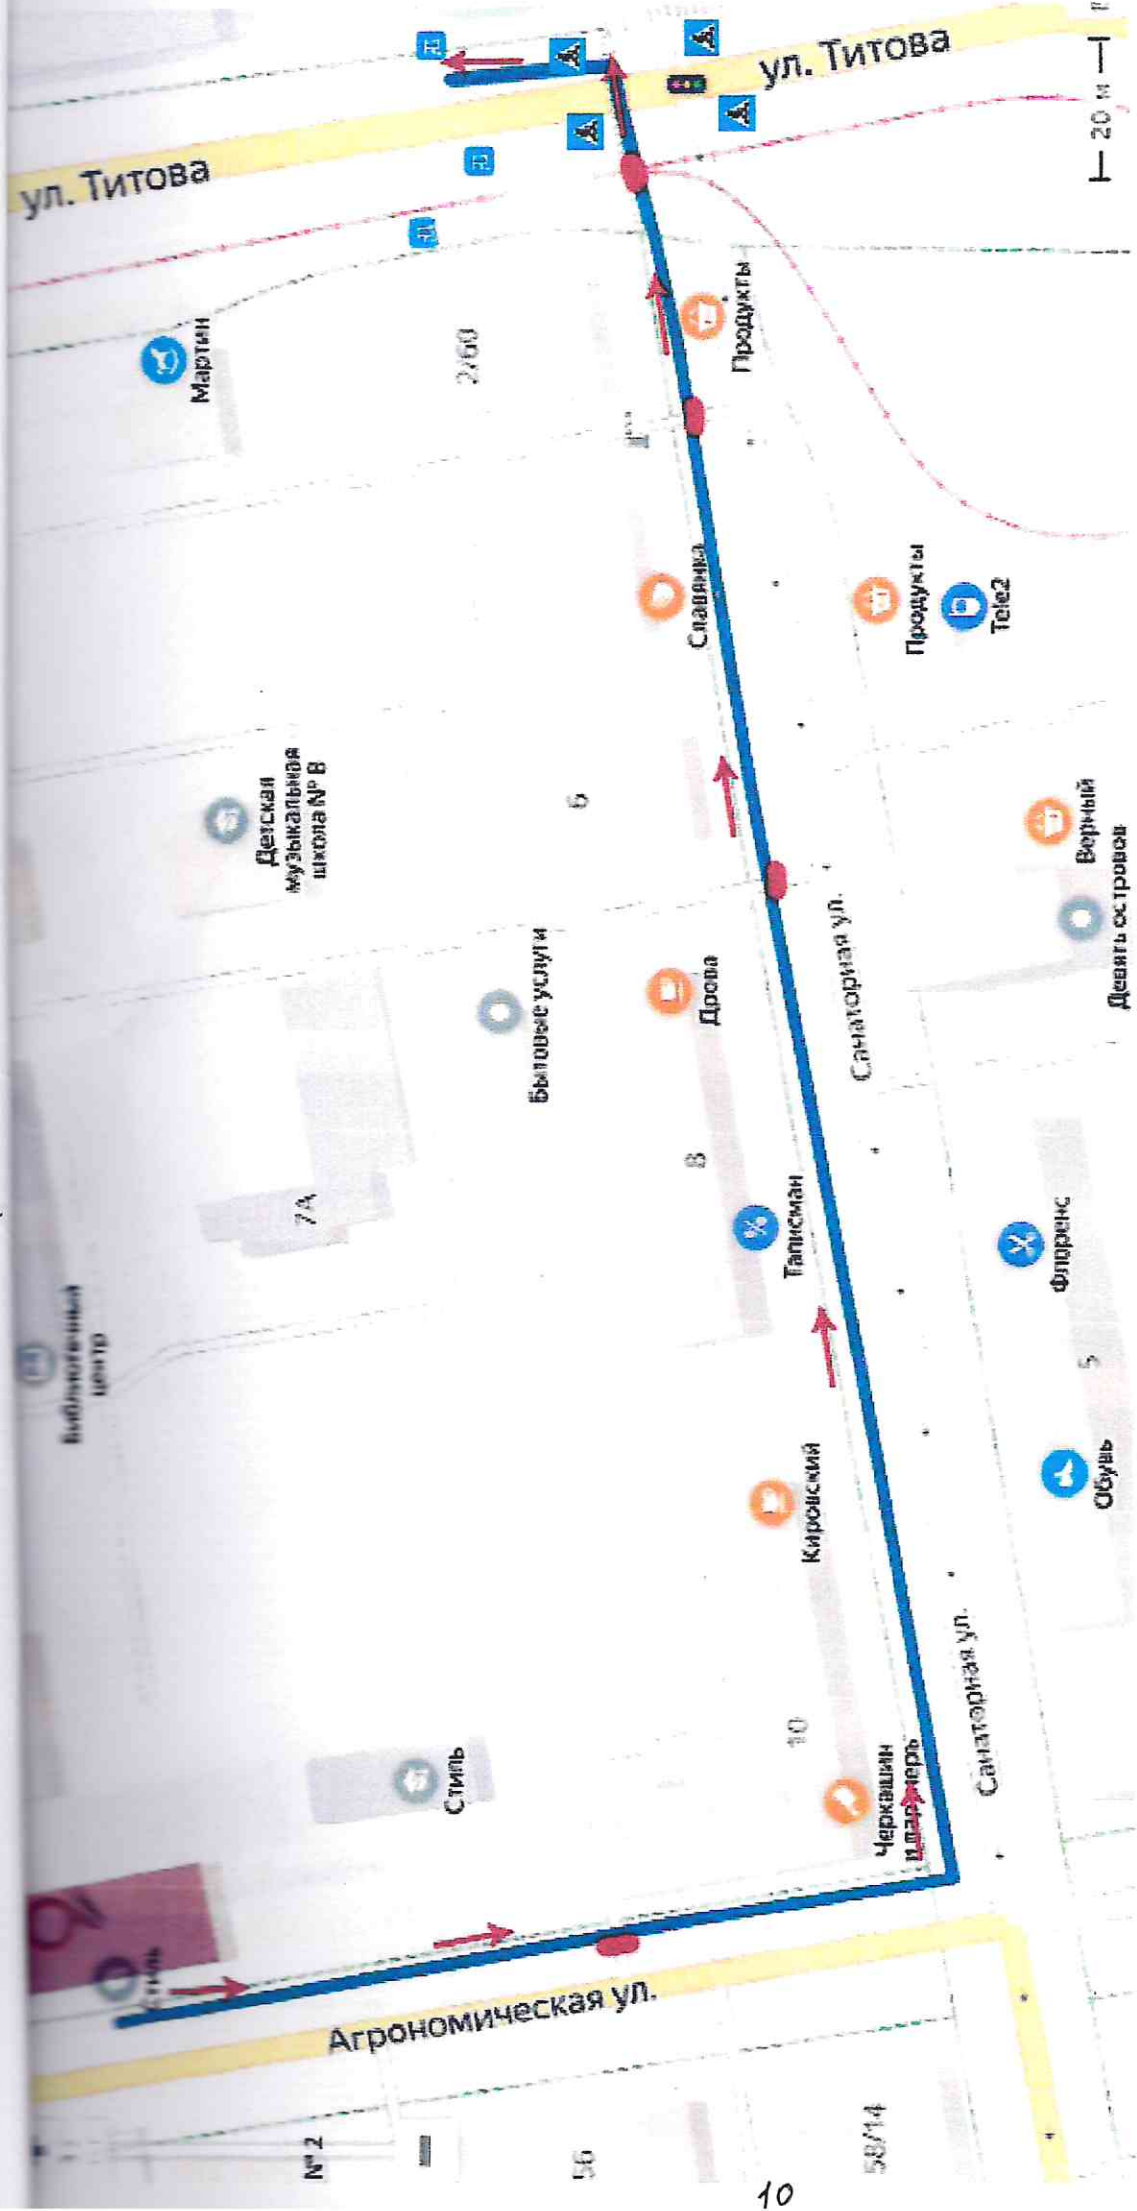 № 2
56
58/14
Агрономическая ул.
Стиль
Стиль
Библиотечный
центр
10
Черкашин
и партнеръ
Санаторная ул.
Кировский
7А
8
Талисман
Обувь
5
Флоренс
Бытовые услуги
Дрова
Санаторная ул.
Детская
музыкальная
школа № 8
6
Верный
Девять островов
Славянка
Продукты
Tele2
Мартин
2/60
Продукты
ул. Титова
ул. Титова
20 м
10